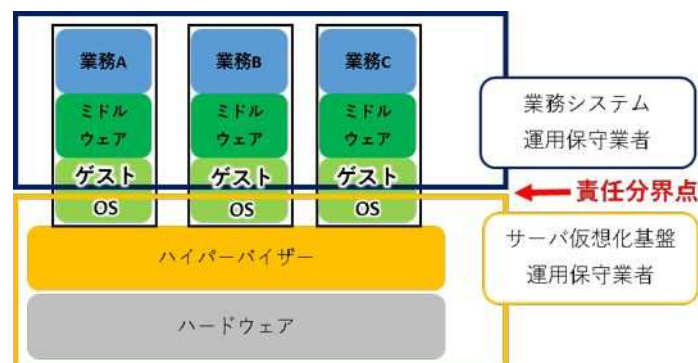 業務A
業務B
業務C
ミドル
ウェア
ミドル
ウェア
ミドル
ウェア
ゲスト
OS
ゲスト
OS
ゲスト
OS
ハイパーバイザー
ハードウェア
業務システム
運用保守業者
責任分界点
サーバ仮想化基盤
運用保守業者